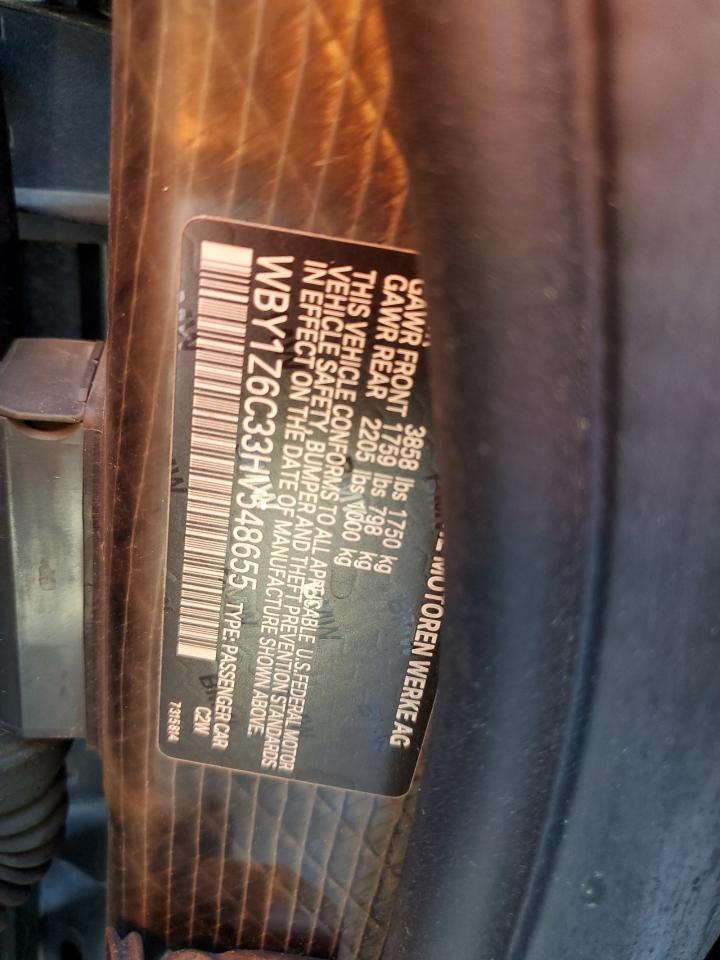 MOTOREN WERKE AG
GAWR FRONT 3858 lbs 1750 kg
GAWR REAR 1759 lbs 798 kg
2205 lbs 1000 kg
THIS VEHICLE CONFORMS TO ALL APPLICABLE U.S. FEDERAL MOTOR
VEHICLE SAFETY, BUMPER AND THEFT PREVENTION STANDARDS
IN EFFECT ON THE DATE OF MANUFACTURE SHOWN ABOVE.
WBY1Z6C33HV548655 TYPE: PASSENGER CAR
C2W
7315814